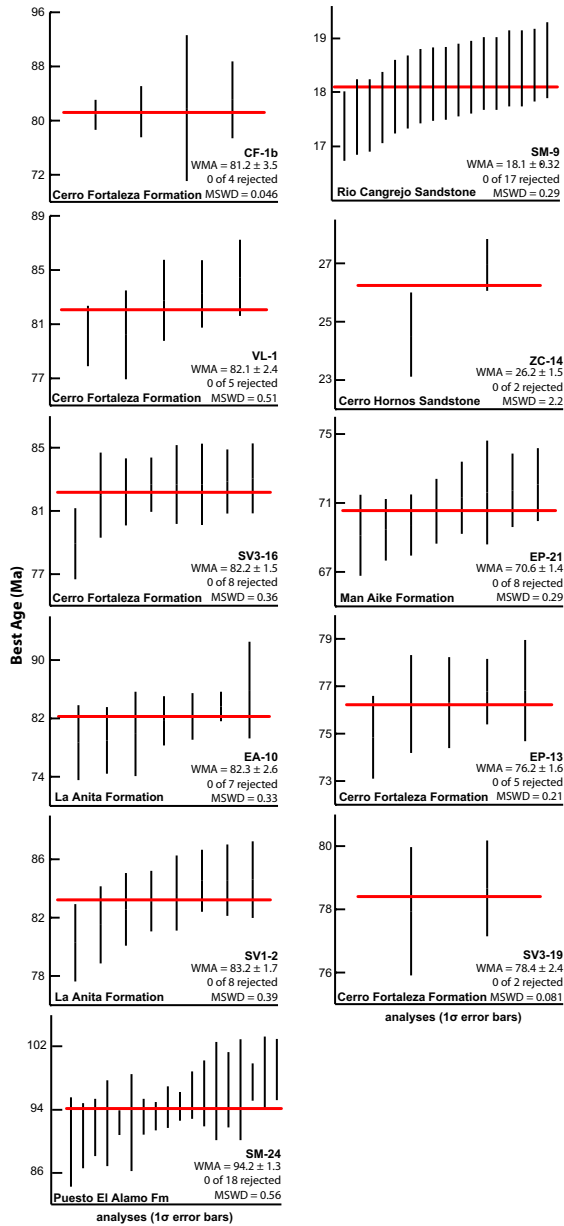 Best Age (Ma)
96
88
80
72
CF-1b
WMA = 81.2 ± 3.5
0 of 4 rejected
Cerro Fortaleza Formation MSWD = 0.046
89
85
81
77
VL-1
WMA = 82.1 ± 2.4
0 of 5 rejected
Cerro Fortaleza Formation MSWD = 0.51
85
81
77
SV3-16
WMA = 82.2 ± 1.5
0 of 8 rejected
Cerro Fortaleza Formation MSWD = 0.36
90
82
74
EA-10
WMA = 82.3 ± 2.6
0 of 7 rejected
La Anita Formation MSWD = 0.33
86
82
78
SV1-2
WMA = 83.2 ± 1.7
0 of 8 rejected
La Anita Formation MSWD = 0.39
102
94
86
SM-24
WMA = 94.2 ± 1.3
0 of 18 rejected
Puesto El Alamo Fm MSWD = 0.56
analyses (1σ error bars)
19
18
17
SM-9
WMA = 18.1 ± 0.32
0 of 17 rejected
Rio Cangrejo Sandstone MSWD = 0.29
27
25
23
ZC-14
WMA = 26.2 ± 1.5
0 of 2 rejected
Cerro Hornos Sandstone MSWD = 2.2
75
71
67
EP-21
WMA = 70.6 ± 1.4
0 of 8 rejected
Man Aike Formation MSWD = 0.29
79
76
73
EP-13
WMA = 76.2 ± 1.6
0 of 5 rejected
Cerro Fortaleza Formation MSWD = 0.21
80
78
76
SV3-19
WMA = 78.4 ± 2.4
0 of 2 rejected
Cerro Fortaleza Formation MSWD = 0.081
analyses (1σ error bars)